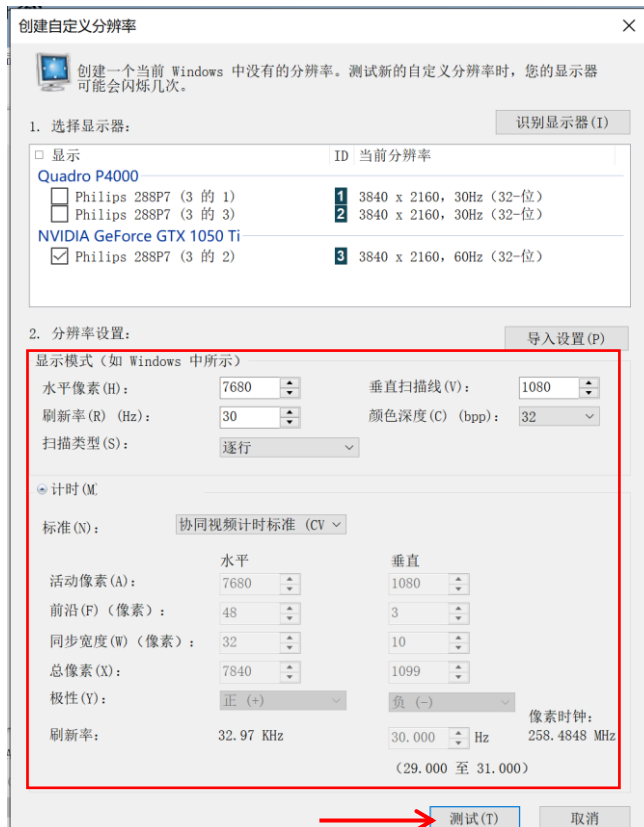 创建自定义分辨率
创建一个当前 Windows 中没有的分辨率。测试新的自定义分辨率时，您的显示器
可能会闪烁几次。
1. 选择显示器：
识别显示器(I)
显示 ID 当前分辨率
Quadro P4000
Philips 288P7 (3 的 1) 1 3840 x 2160, 30Hz (32-位)
Philips 288P7 (3 的 3) 2 3840 x 2160, 30Hz (32-位)
NVIDIA GeForce GTX 1050 Ti
Philips 288P7 (3 的 2) 3 3840 x 2160, 60Hz (32-位)
2. 分辨率设置：
导入设置(P)
显示模式（如 Windows 中所示）
水平像素(H)： 7680 垂直扫描线(V)： 1080
刷新率(R) (Hz)： 30 颜色深度(C) (bpp)： 32
扫描类型(S)： 逐行
计时(M
标准(N)： 协同视频计时标准 (CV
水平 垂直
活动像素(A)： 7680 1080
前沿(F)（像素）： 48 3
同步宽度(W)（像素）： 32 10
总像素(X)： 7840 1099
极性(Y)： 正 (+) 负 (-)
像素时钟：
刷新率： 32.97 KHz 30.000 Hz 258.4848 MHz
(29.000 至 31.000)
测试(T) 取消